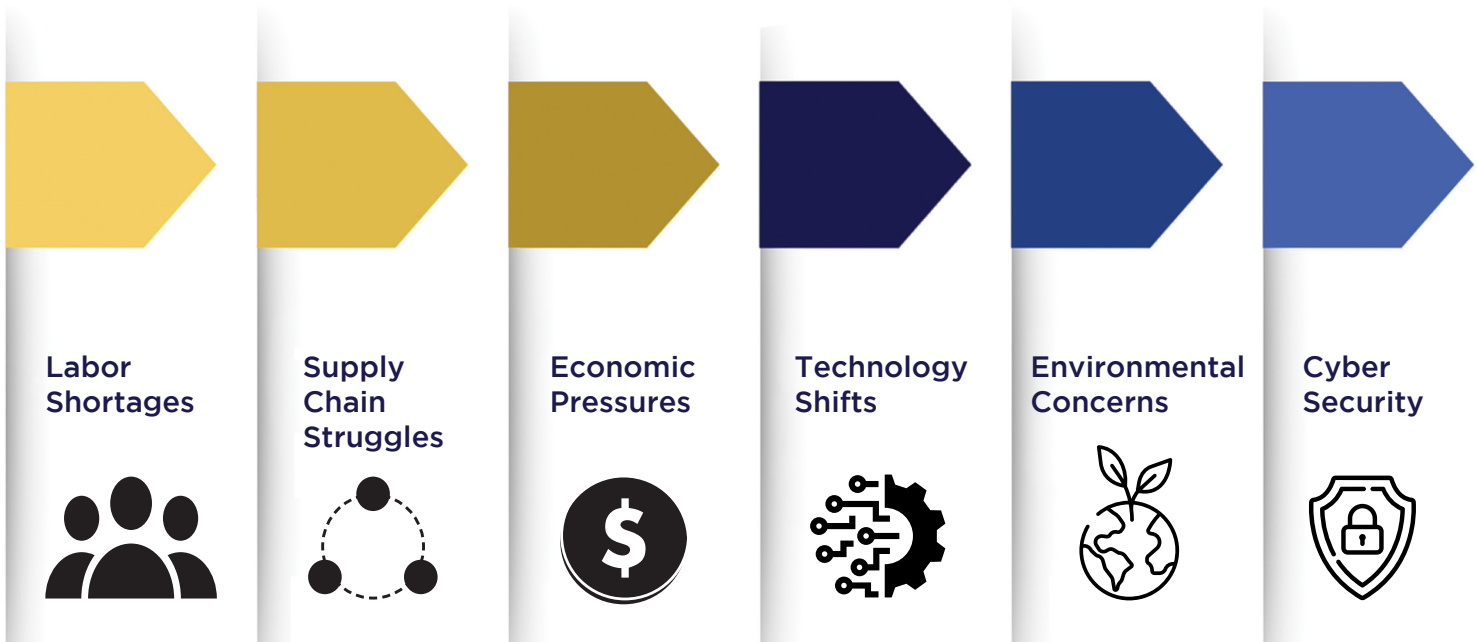 Labor
Shortages
Supply
Chain
Struggles
Economic
Pressures
$
Technology
Shifts
Environmental
Concerns
Cyber
Security